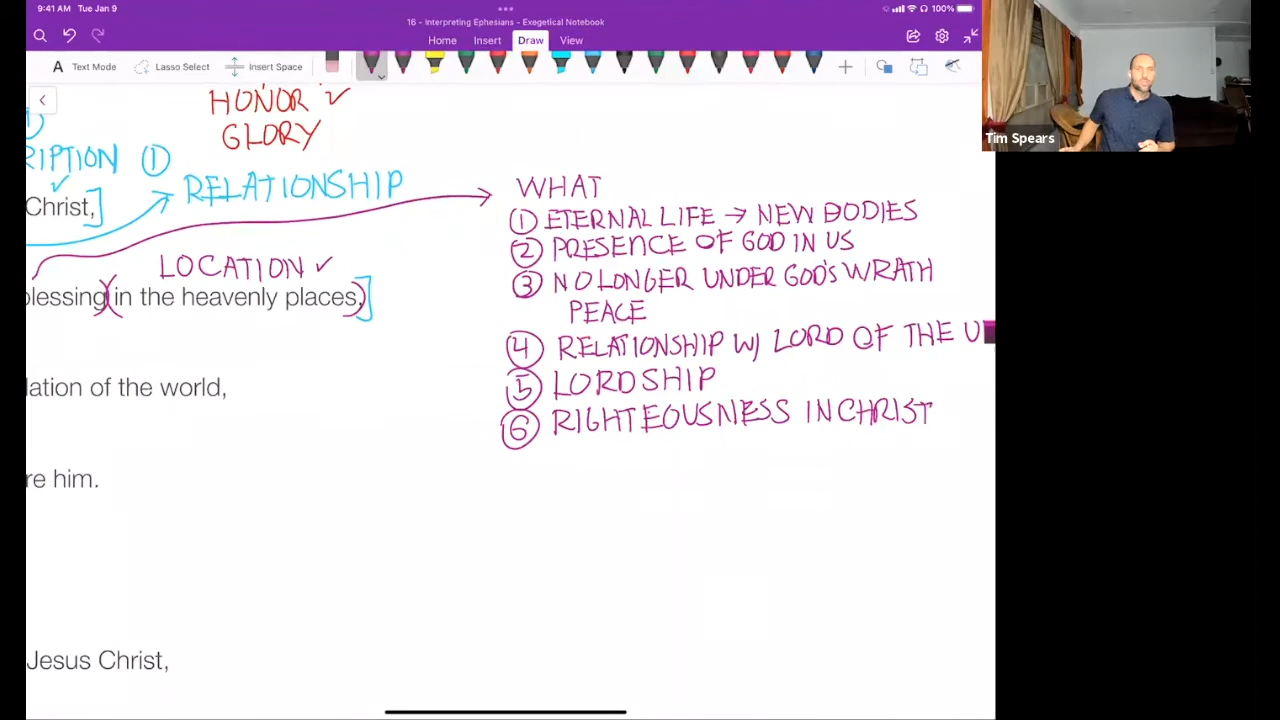 9:41 AM Tue Jan 9
100%
16 - Interpreting Ephesians - Exegetical Notebook
Home Insert Draw View
A Text Mode Lasso Select Insert Space
Tim Spears
HONOR ✓
GLORY
RIPTION ①
RELATIONSHIP
Christ,]
LOCATION ✓
blessing)(in the heavenly places,)]
lation of the world,
re him.
Jesus Christ,
WHAT
① ETERNAL LIFE → NEW BODIES
② PRESENCE OF GOD IN US
③ NO LONGER UNDER GOD'S WRATH
PEACE
④ RELATIONSHIP W/ LORD OF THE U
⑤ LORDSHIP
⑥ RIGHTEOUSNESS IN CHRIST